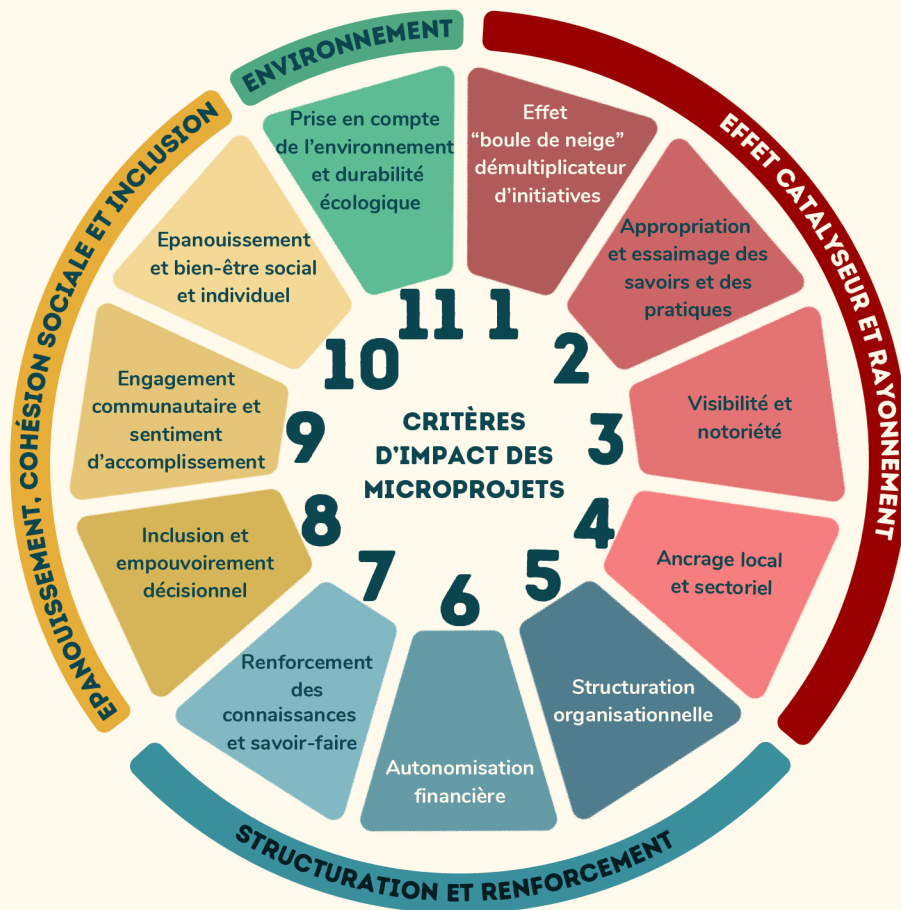 CRITÈRES
D'IMPACT DES
MICROPROJETS
EFFET CATALYSEUR ET RAYONNEMENT
1
Effet
“boule de neige”
démultiplicateur
d'initiatives
2
Appropriation
et essaimage des
savoirs et des
pratiques
3
Visibilité et
notoriété
4
Ancrage local
et sectoriel
STRUCTURATION ET RENFORCEMENT
5
Structuration
organisationnelle
6
Autonomisation
financière
7
Renforcement
des
connaissances
et savoir-faire
EPANOUISSEMENT, COHÉSION SOCIALE ET INCLUSION
8
Inclusion et
empouvoirement
décisionnel
9
Engagement
communautaire et
sentiment
d'accomplissement
10
Epanouissement
et bien-être social
et individuel
ENVIRONNEMENT
11
Prise en compte
de l'environnement
et durabilité
écologique